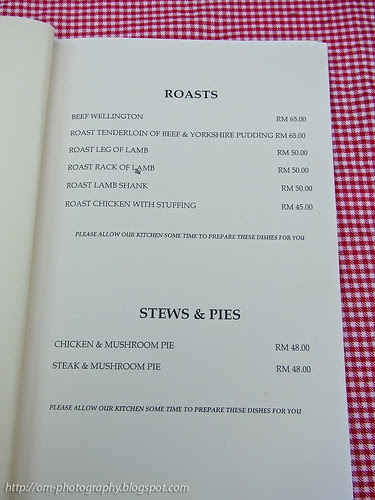 ROASTS
BEEF WELLINGTON RM 65.00
ROAST TENDERLOIN OF BEEF & YORKSHIRE PUDDING RM 65.00
ROAST LEG OF LAMB RM 50.00
ROAST RACK OF LAMB RM 50.00
ROAST LAMB SHANK RM 50.00
ROAST CHICKEN WITH STUFFING RM 45.00
PLEASE ALLOW OUR KITCHEN SOME TIME TO PREPARE THESE DISHES FOR YOU
STEWS & PIES
CHICKEN & MUSHROOM PIE RM 48.00
STEAK & MUSHROOM PIE RM 48.00
PLEASE ALLOW OUR KITCHEN SOME TIME TO PREPARE THESE DISHES FOR YOU
http://om-photography.blogspot.com